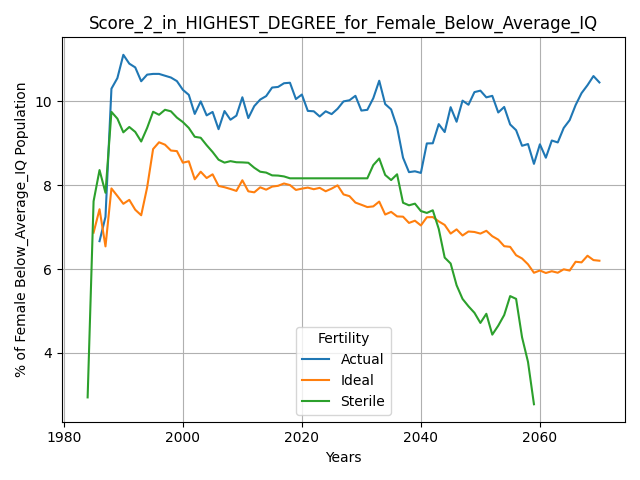 Score_2_in_HIGHEST_DEGREE_for_Female_Below_Average_IQ
% of Female Below_Average_IQ Population
10
8
6
4
Fertility
Actual
Ideal
Sterile
1980 2000 2020 2040 2060
Years